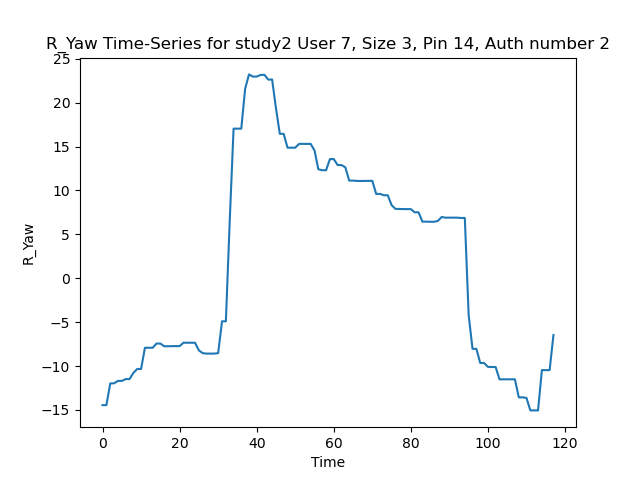 R_Yaw Time-Series for study2 User 7, Size 3, Pin 14, Auth number 2
25
20
15
10
5
0
−5
−10
−15
R_Yaw
0 20 40 60 80 100 120
Time